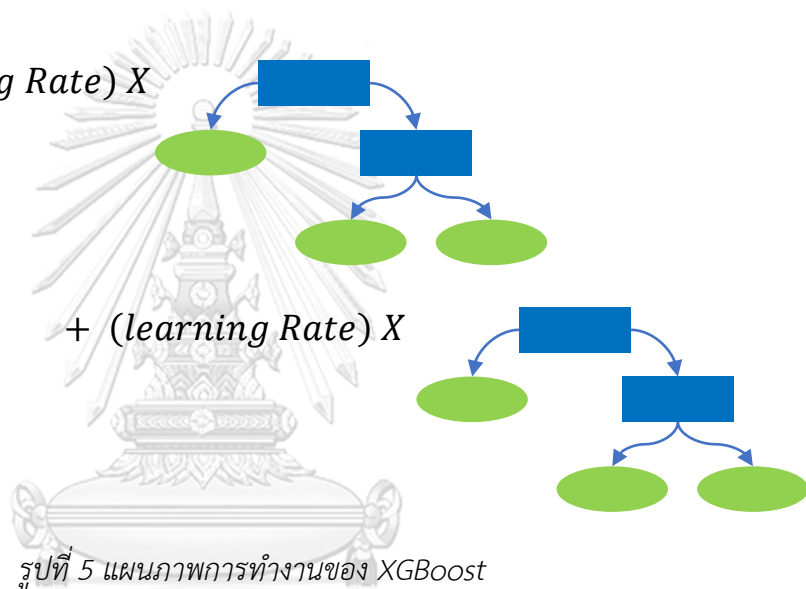 g Rate) X
+ (learning Rate) X
รูปที่ 5 แผนภาพการทำงานของ XGBoost